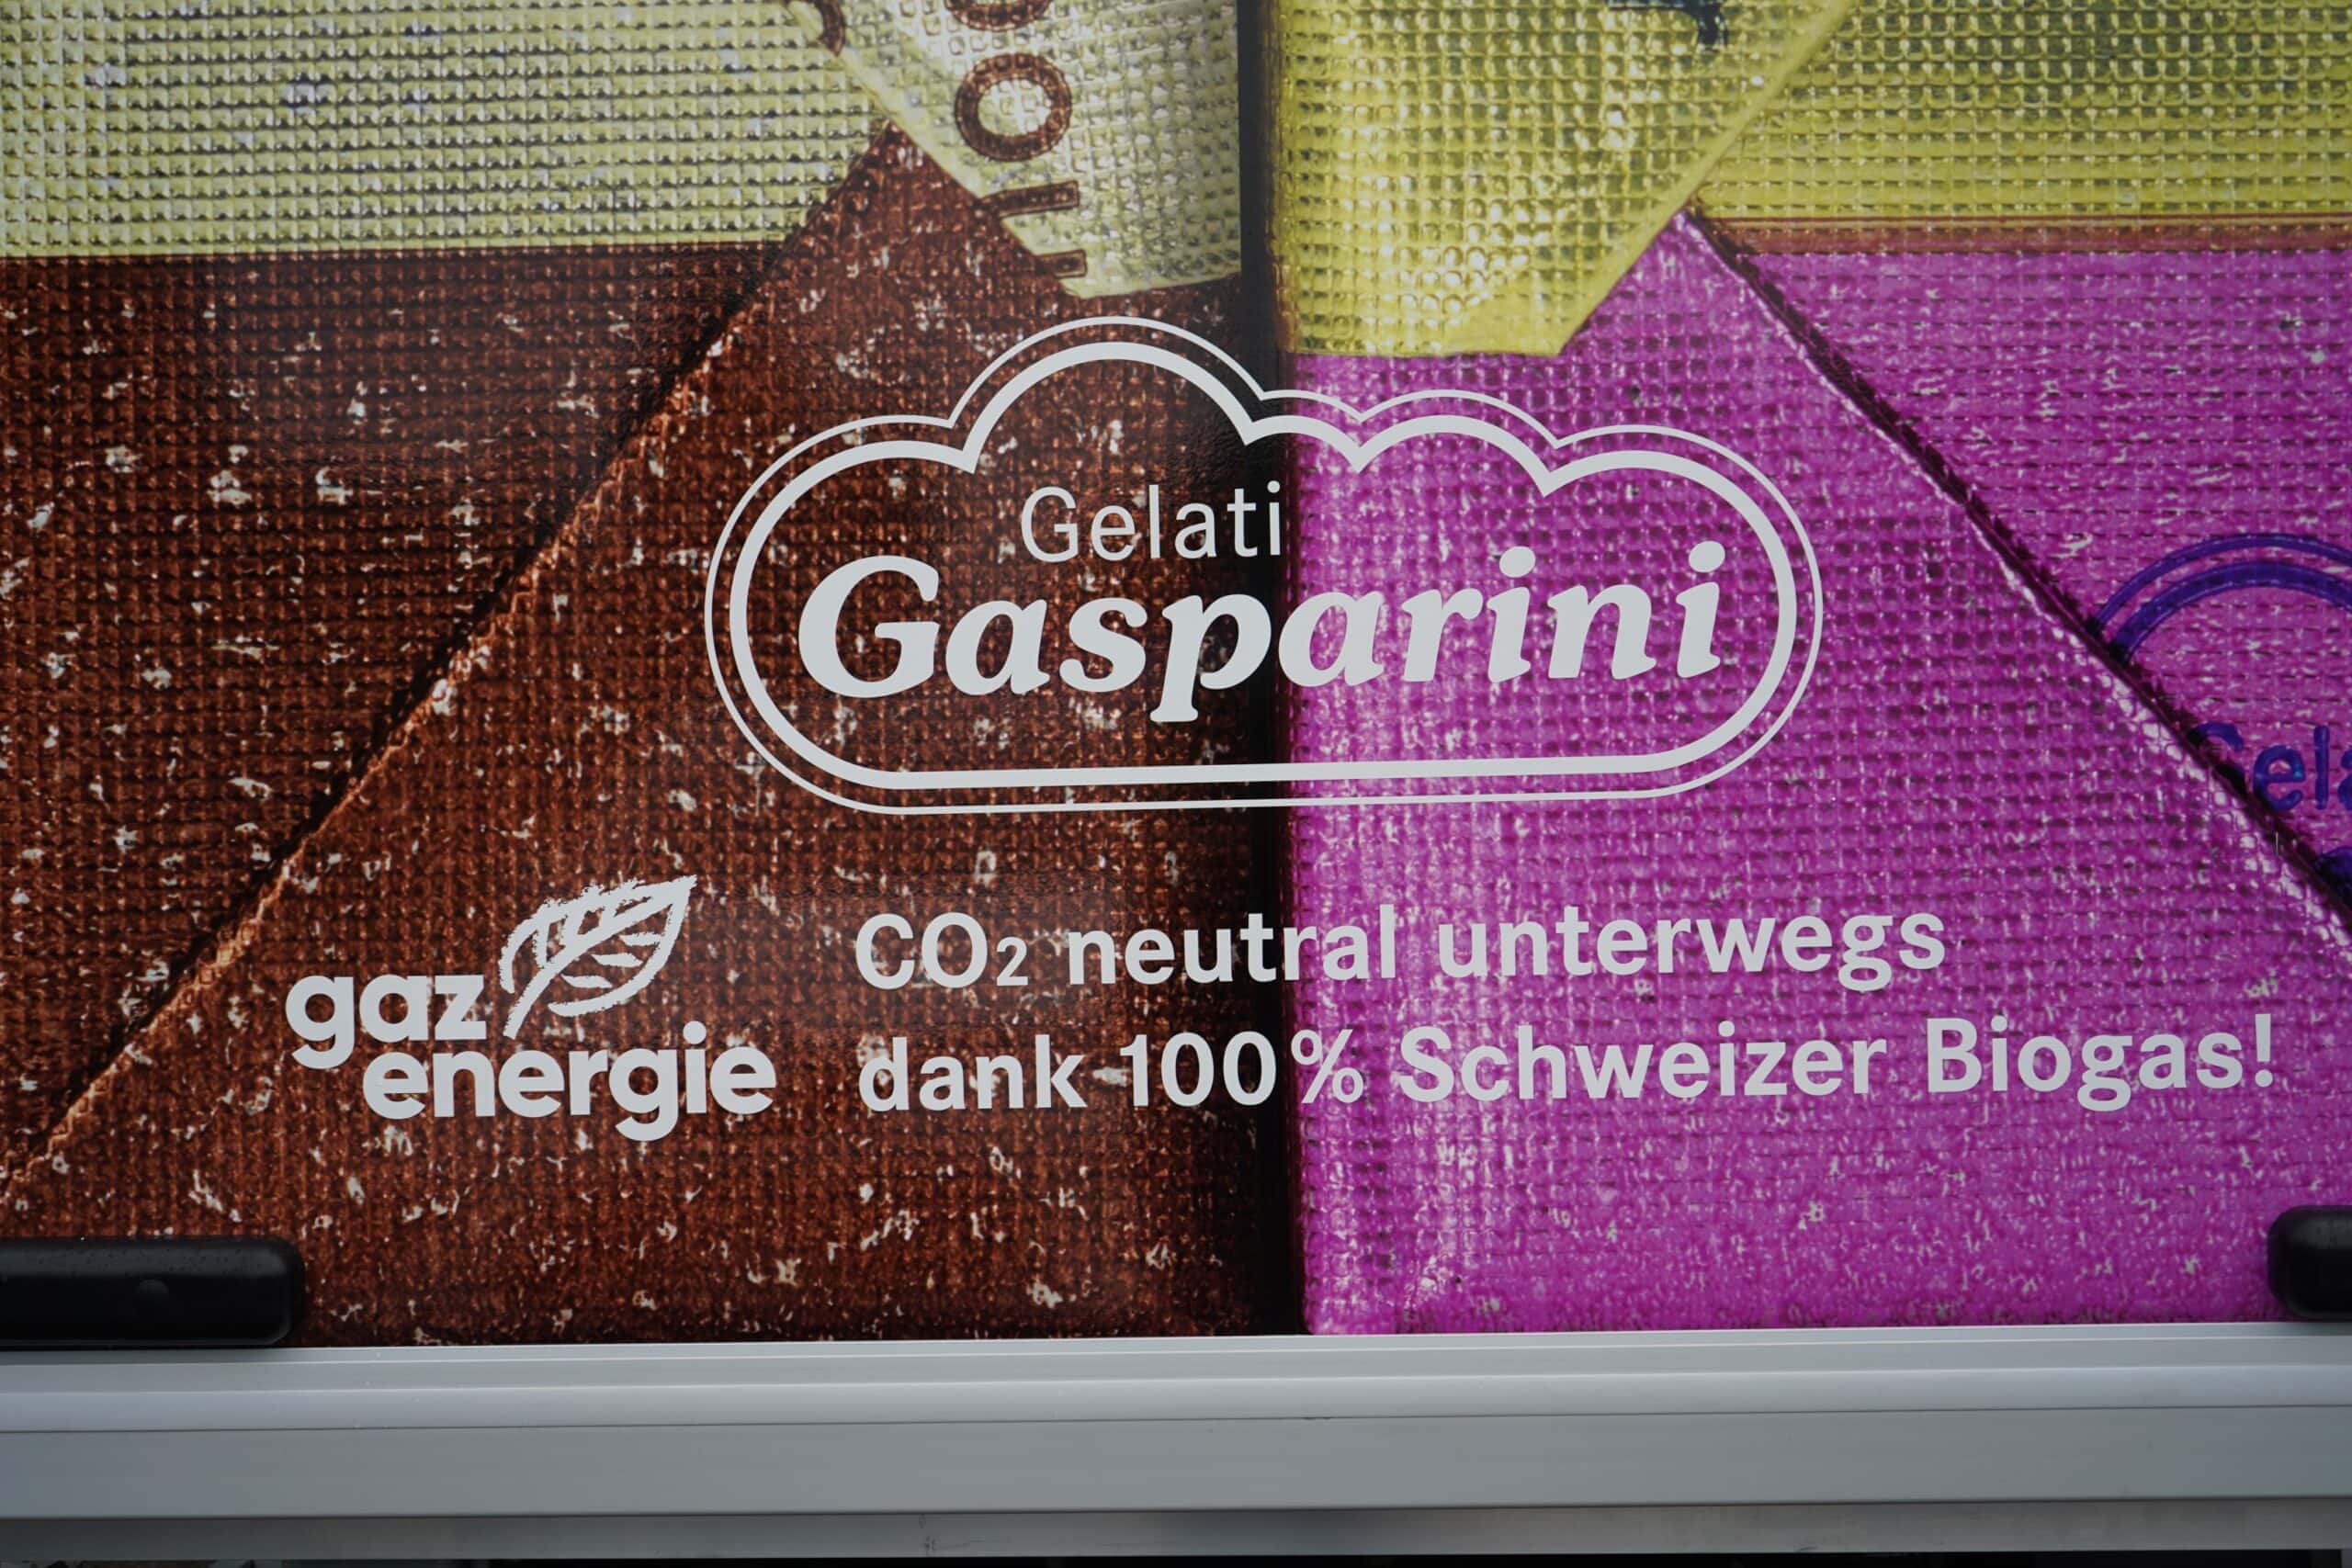 Gelati
Gasparini
gaz
energie
CO2 neutral unterwegs
dank 100% Schweizer Biogas!